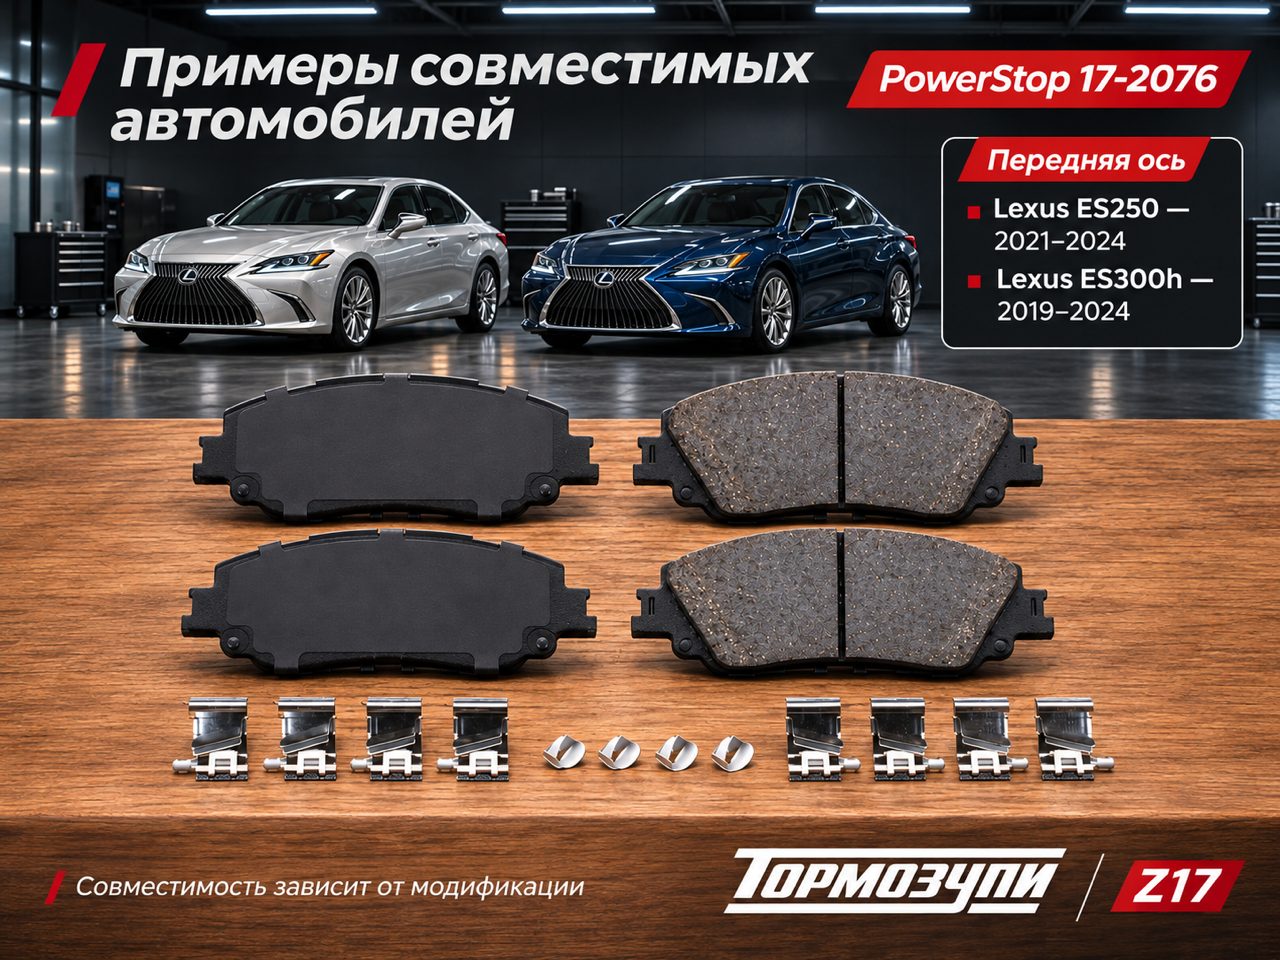 Примеры совместимых
автомобилей
PowerStop 17-2076
Передняя ось
Lexus ES250 —
2021–2024
Lexus ES300h —
2019–2024
Совместимость зависит от модификации
ТОРМОЗУЛИ
Z17